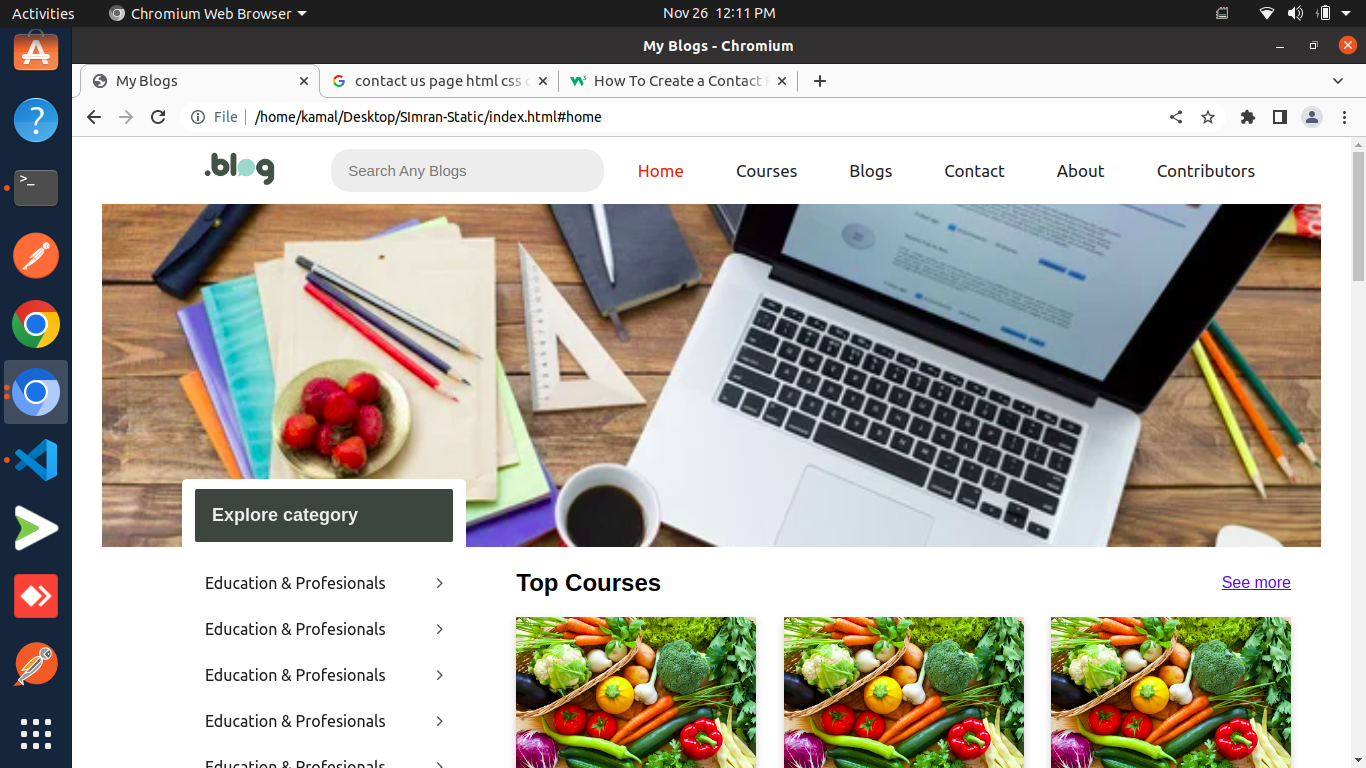 Activities
Chromium Web Browser
Nov 26 12:11 PM
My Blogs - Chromium
My Blogs
contact us page html css
How To Create a Contact
File
/home/kamal/Desktop/SImran-Static/index.html#home
.blog
Search Any Blogs
Home
Courses
Blogs
Contact
About
Contributors
Explore category
Education & Profesionals
Top Courses
See more
Education & Profesionals
Education & Profesionals
Education & Profesionals
Education & Profesionals